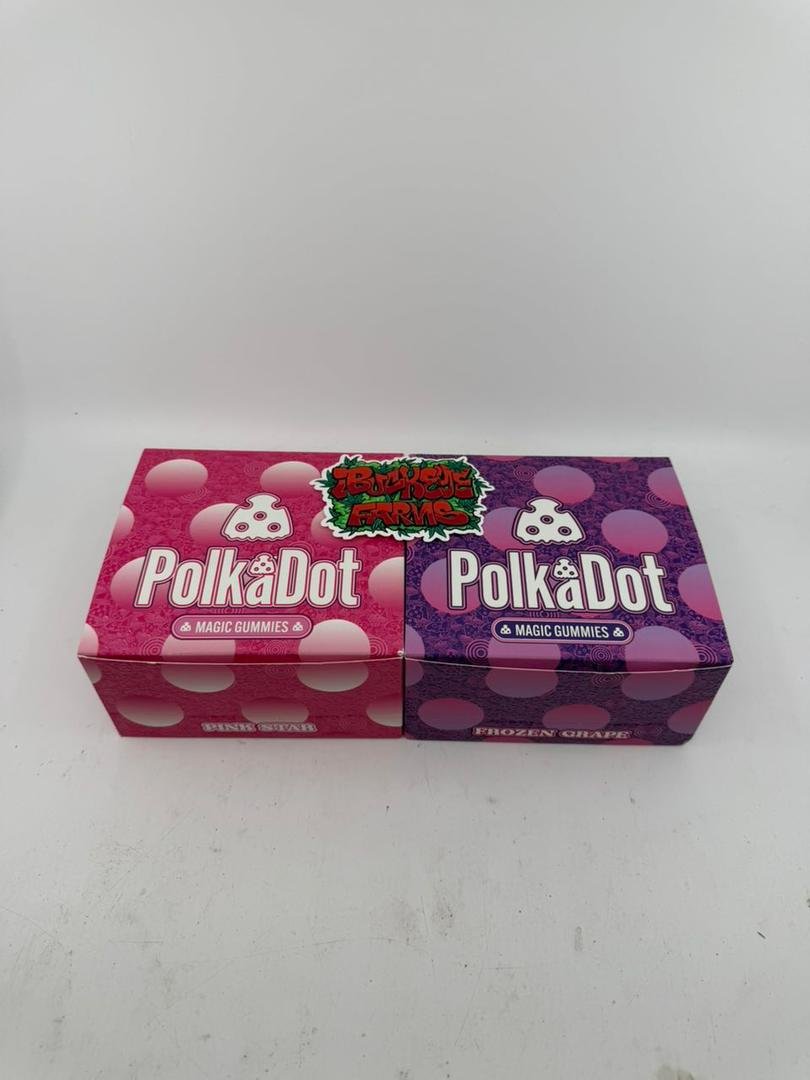 Buckeye
Farms
PolkaDot
MAGIC GUMMIES
PINK STAR
PolkaDot
MAGIC GUMMIES
FROZEN GRAPE